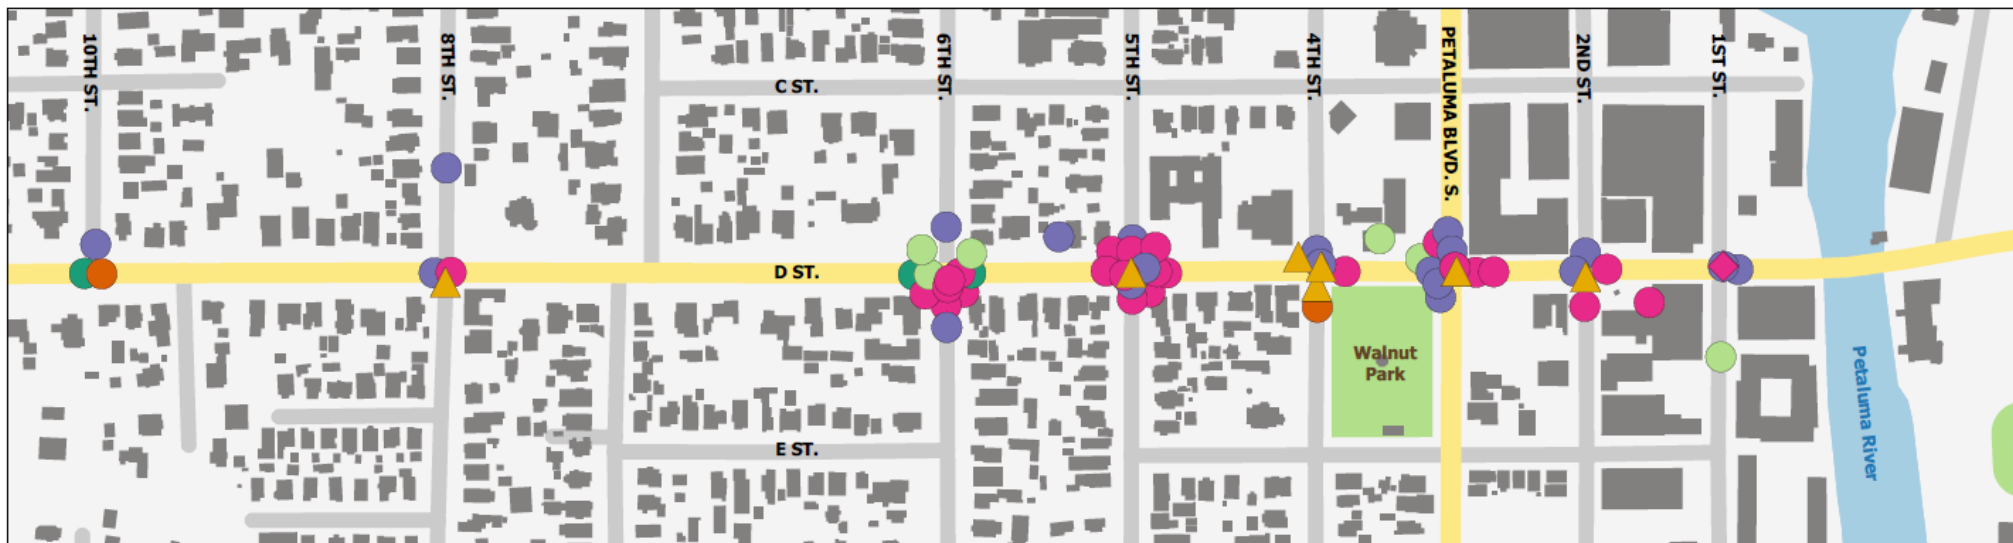 10TH ST.
8TH ST.
6TH ST.
5TH ST.
4TH ST.
PETALUMA BLVD. S.
2ND ST.
1ST ST.
C ST.
D ST.
Walnut
Park
Petaluma River
E ST.